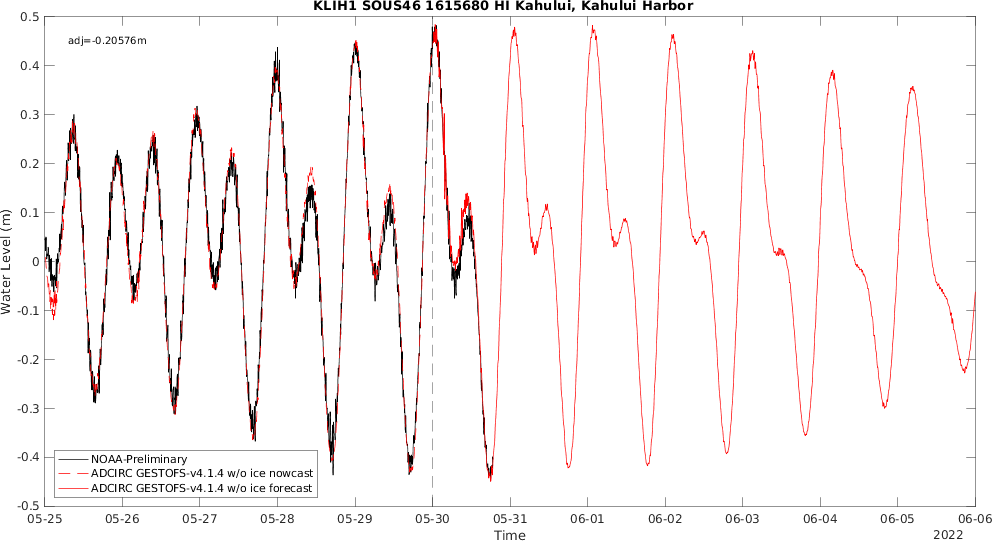 KLIH1 SOUS46 1615680 HI Kahului, Kahului Harbor
adj=-0.20576m
0.5
0.4
0.3
0.2
0.1
0
-0.1
-0.2
-0.3
-0.4
-0.5
Water Level (m)
NOAA-Preliminary
ADCIRC GESTOFS-v4.1.4 w/o ice nowcast
ADCIRC GESTOFS-v4.1.4 w/o ice forecast
05-25 05-26 05-27 05-28 05-29 05-30 05-31 06-01 06-02 06-03 06-04 06-05 06-06
Time
2022